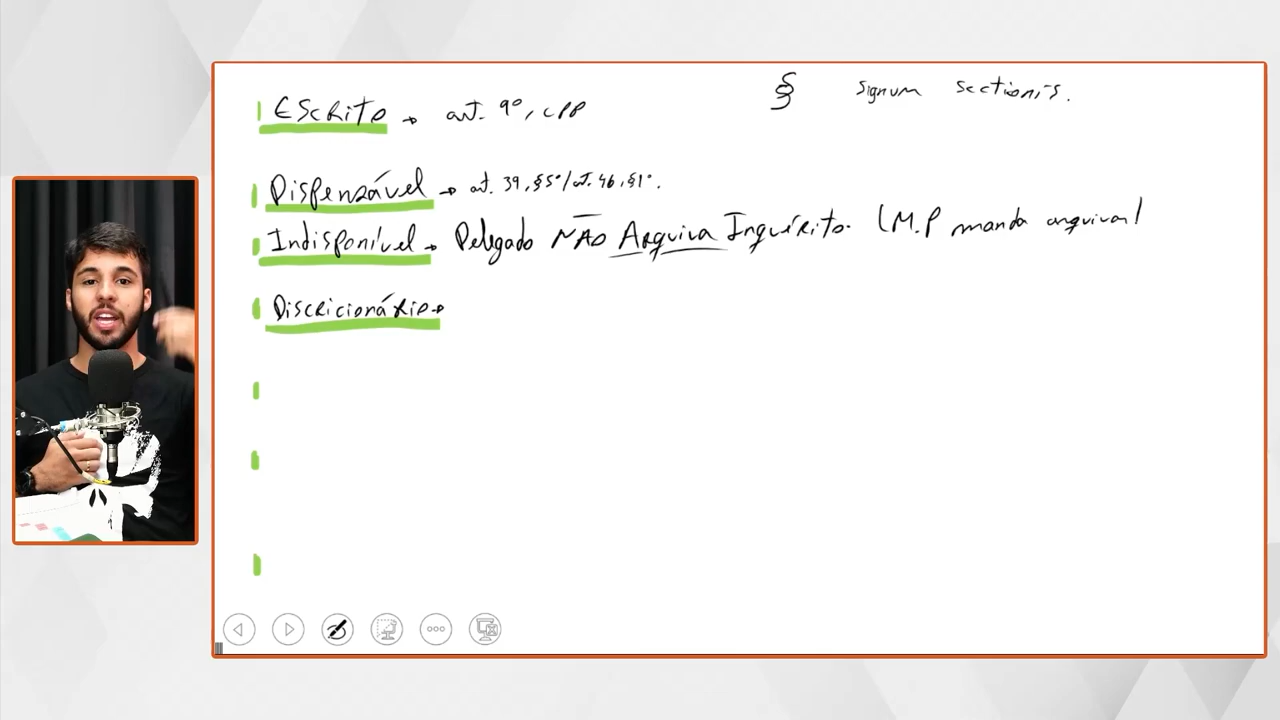 § Signum sectionis.
Escrito → art. 9º, CPP
Dispensável → art. 39, §5º/art. 46, §1º.
Indisponível → Delegado NÃO Arquiva Inquérito. (M.P manda arquivar)
Discricionário →